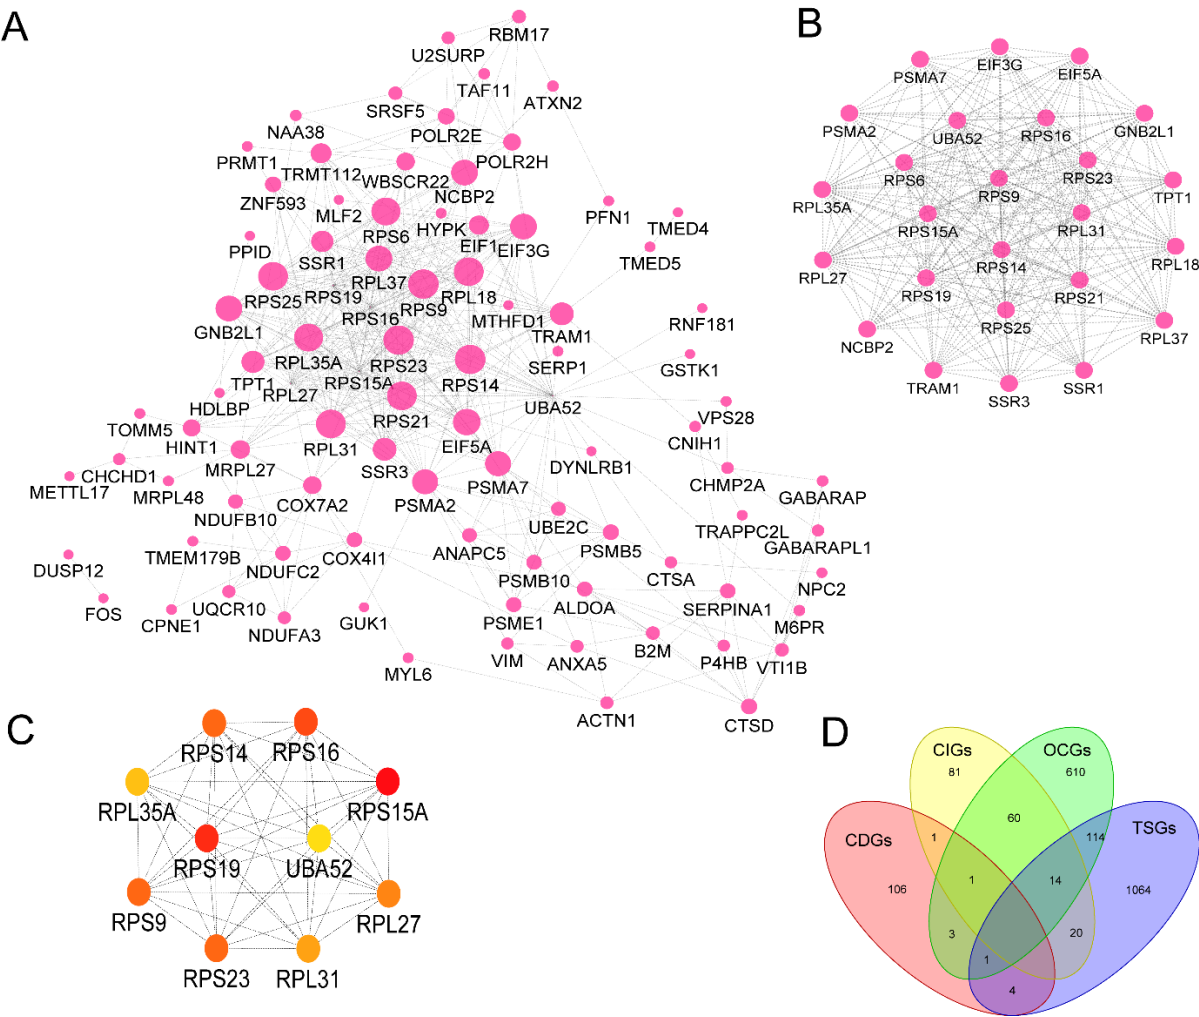 A
RBM17
U2SURP
TAF11
ATXN2
SRSF5
NAA38
POLR2E
PRMT1
TRMT112
POLR2H
WBSCR22
NCBP2
ZNF593
MLF2
HYPK
PFN1
TMED4
RPS6
EIF1
EIF3G
PPID
SSR1
TMED5
RPL37
RPS25
RPS19
RPS9
RPL18
GNB2L1
RPS16
MTHFD1
RNF181
TRAM1
RPL35A
RPS23
SERP1
GSTK1
TPT1
RPS15A
RPS14
RPL27
HDLBP
UBA52
VPS28
TOMM5
RPS21
HINT1
RPL31
EIF5A
CNIH1
CHCHD1
MRPL27
SSR3
DYNLRB1
METTL17
MRPL48
PSMA7
CHMP2A
GABARAP
COX7A2
PSMA2
NDUFB10
UBE2C
TRAPPC2L
TMEM179B
COX4I1
ANAPC5
PSMB5
GABARAPL1
DUSP12
NDUFC2
PSMB10
CTSA
NPC2
FOS
UQCR10
ALDOA
SERPINA1
CPNE1
GUK1
PSME1
M6PR
NDUFA3
VIM
ANXA5
B2M
P4HB
VTI1B
MYL6
ACTN1
CTSD
B
EIF3G
PSMA7
EIF5A
PSMA2
UBA52
RPS16
GNB2L1
RPS6
RPS9
RPS23
TPT1
RPL35A
RPS15A
RPL31
RPL18
RPL27
RPS14
RPS19
RPS21
RPS25
NCBP2
RPL37
TRAM1
SSR3
SSR1
C
RPS14
RPS16
RPL35A
RPS15A
RPS19
UBA52
RPS9
RPL27
RPS23
RPL31
D
CIGs
OCGs
81
610
60
CDGs
1
114
TSGs
106
1
14
1064
3
20
1
4